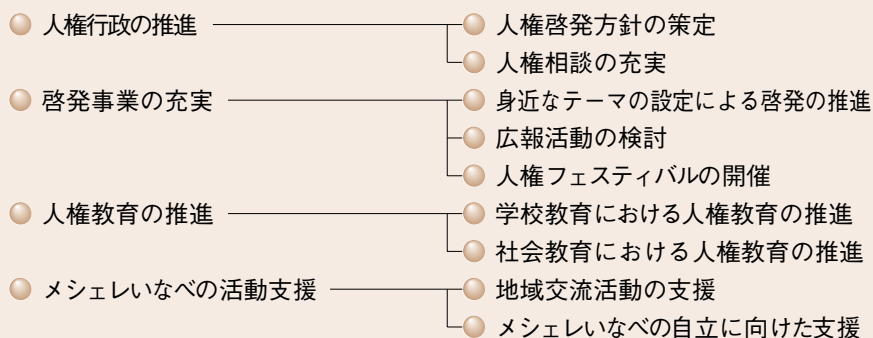 人権行政の推進
人権啓発方針の策定
人権相談の充実
啓発事業の充実
身近なテーマの設定による啓発の推進
広報活動の検討
人権フェスティバルの開催
人権教育の推進
学校教育における人権教育の推進
社会教育における人権教育の推進
メシェレいなべの活動支援
地域交流活動の支援
メシェレいなべの自立に向けた支援